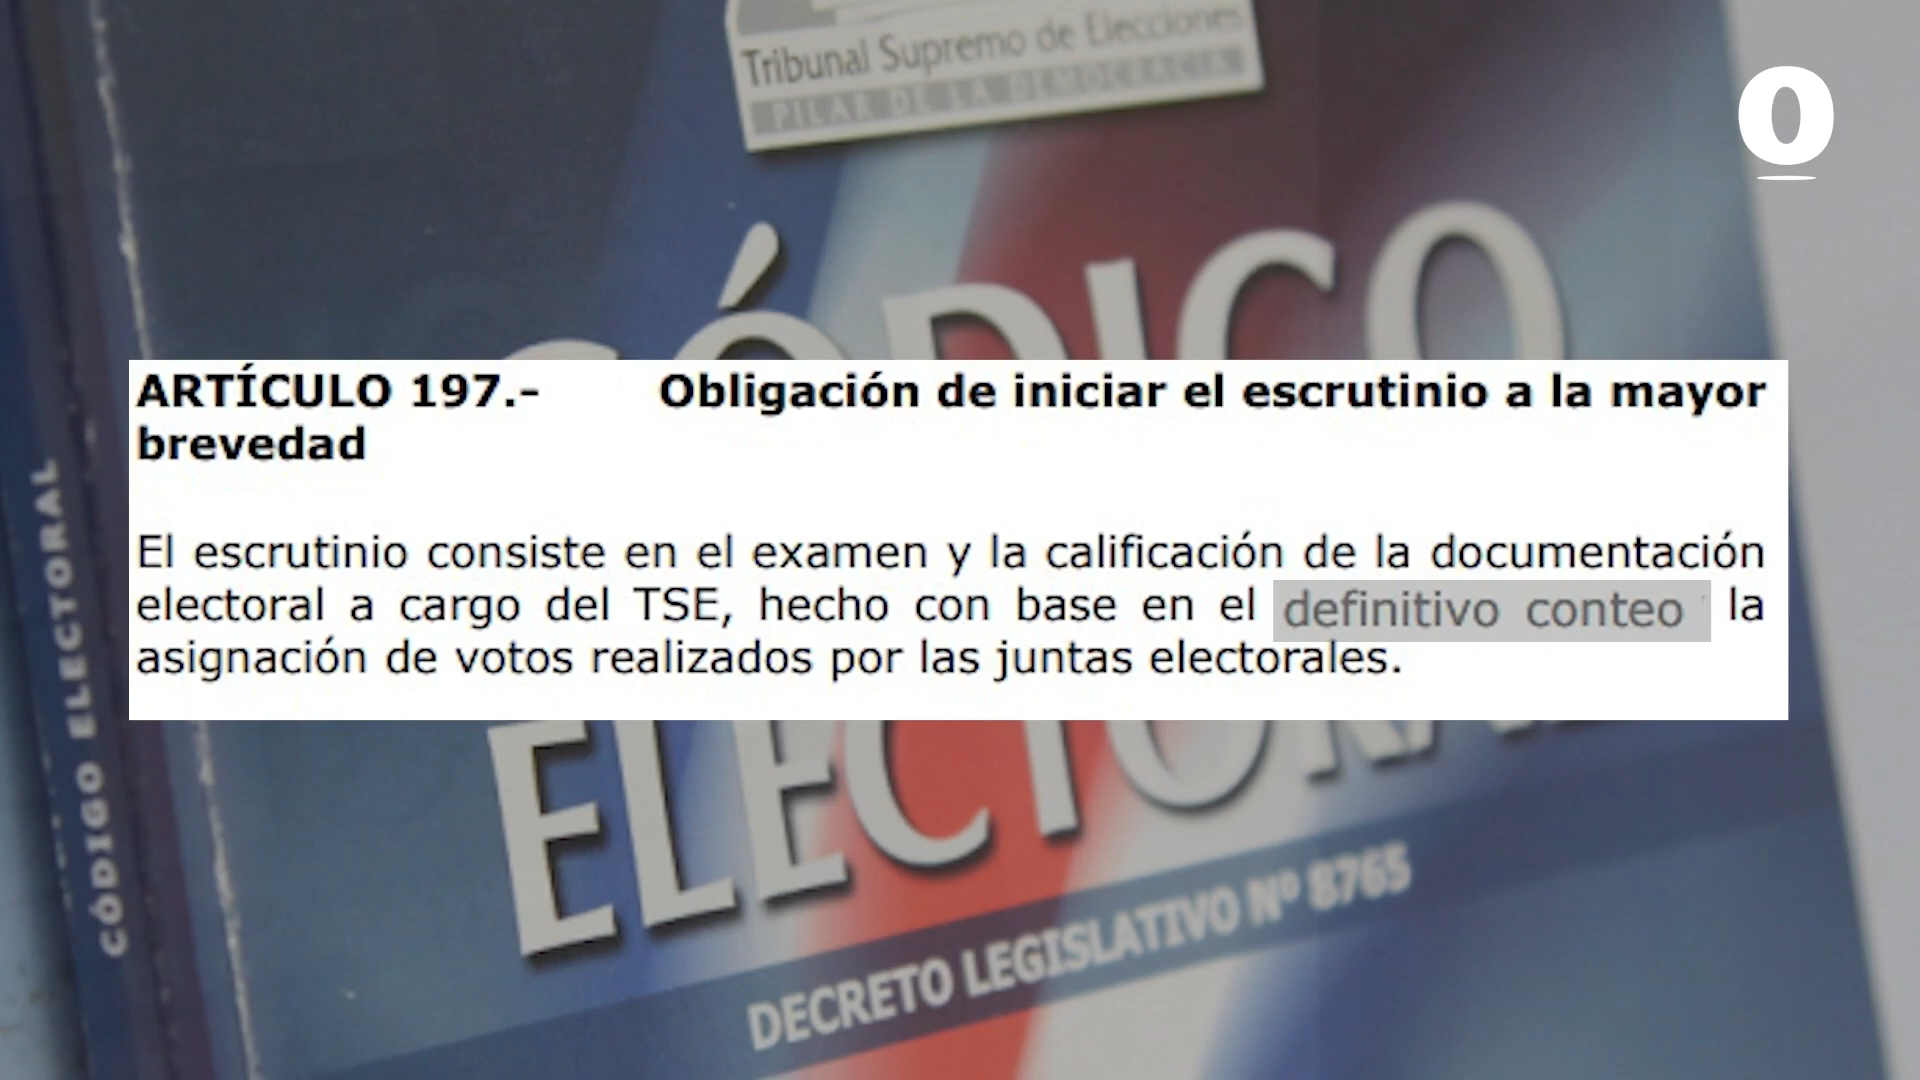 Tribunal Supremo de Elecciones
PILAR DE LA DEMOCRACIA
O
CÓDIGO
ARTÍCULO 197.- Obligación de iniciar el escrutinio a la mayor
brevedad
El escrutinio consiste en el examen y la calificación de la documentación
electoral a cargo del TSE, hecho con base en el definitivo conteo la
asignación de votos realizados por las juntas electorales.
ELECTORAL
DECRETO LEGISLATIVO Nº 8765
CÓDIGO ELECTORAL